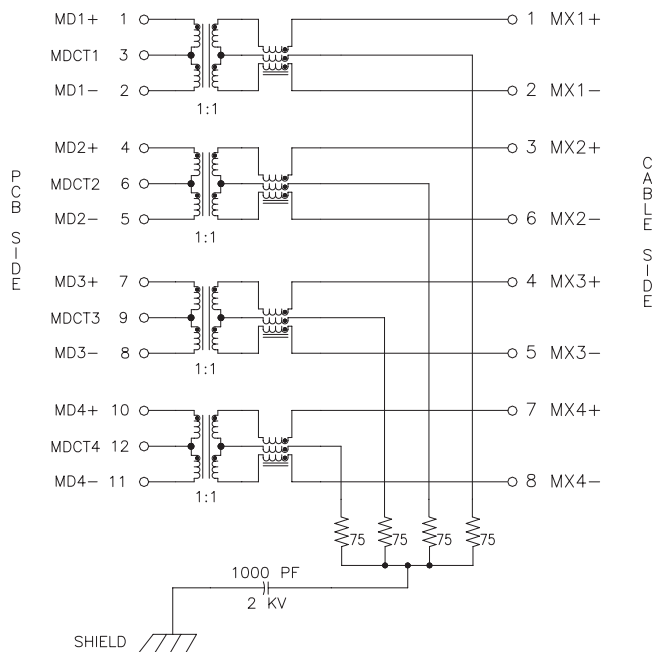 MD1+ 1
1 MX1+
MDCT1 3
MD1− 2
2 MX1−
1:1
MD2+ 4
3 MX2+
MDCT2 6
MD2− 5
6 MX2−
1:1
PCB SIDE
CABLE SIDE
MD3+ 7
4 MX3+
MDCT3 9
MD3− 8
5 MX3−
1:1
MD4+ 10
7 MX4+
MDCT4 12
MD4− 11
8 MX4−
1:1
75 75 75 75
1000 PF
2 KV
SHIELD